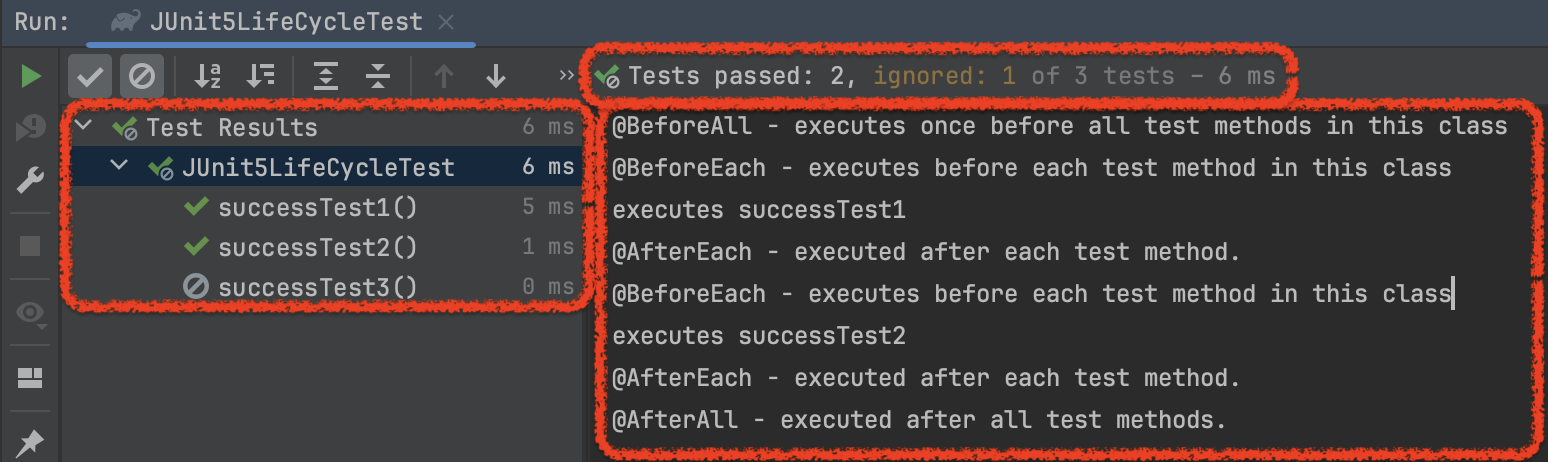 Run: JUnit5LifeCycleTest
Tests passed: 2, ignored: 1 of 3 tests – 6 ms
Test Results 6 ms
JUnit5LifeCycleTest 6 ms
successTest1() 5 ms
successTest2() 1 ms
successTest3() 0 ms
@BeforeAll - executes once before all test methods in this class
@BeforeEach - executes before each test method in this class
executes successTest1
@AfterEach - executed after each test method.
@BeforeEach - executes before each test method in this class
executes successTest2
@AfterEach - executed after each test method.
@AfterAll - executed after all test methods.